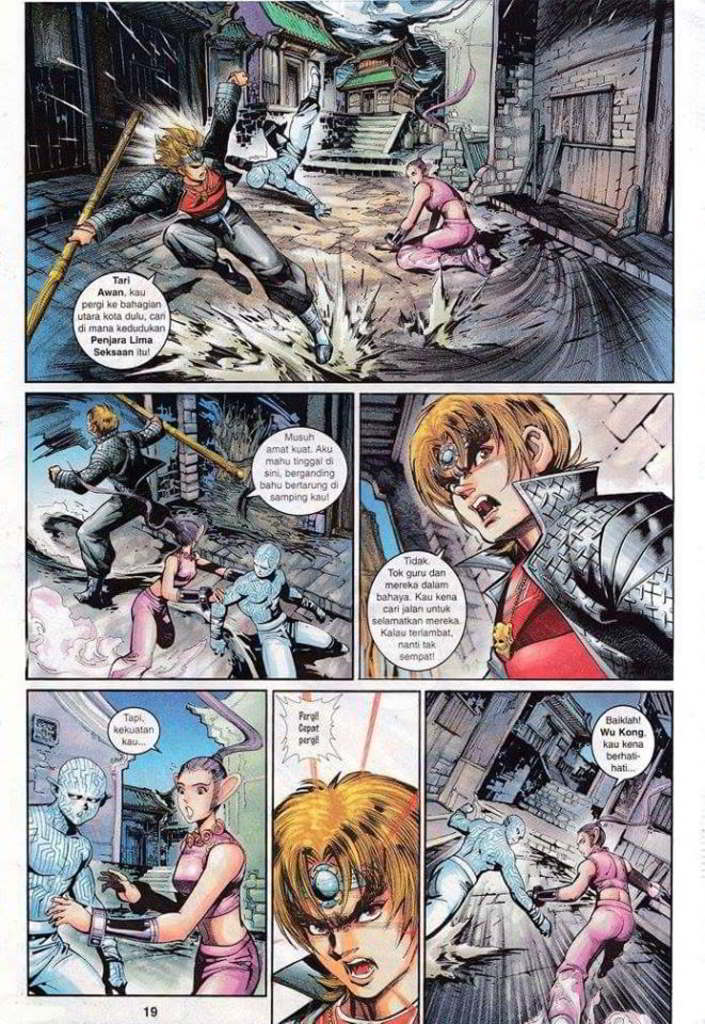 Tari
Awan, kau
pergi ke bahagian
utara kota dulu, cari
di mana kedudukan
Penjara Lima
Seksaan itu!
Musuh
amat kuat. Aku
mahu tinggal di
sini, berganding
bahu bertarung di
samping kau!
Tidak.
Tok guru dan
mereka dalam
bahaya. Kau kena
cari jalan untuk
selamatkan mereka.
Kalau terlambat,
nanti tak
sempat!
Tapi,
kekuatan
kau...
Pergi!
Cepat
pergi!
Baiklah!
Wu Kong,
kau kena
berhati-
hati...
19